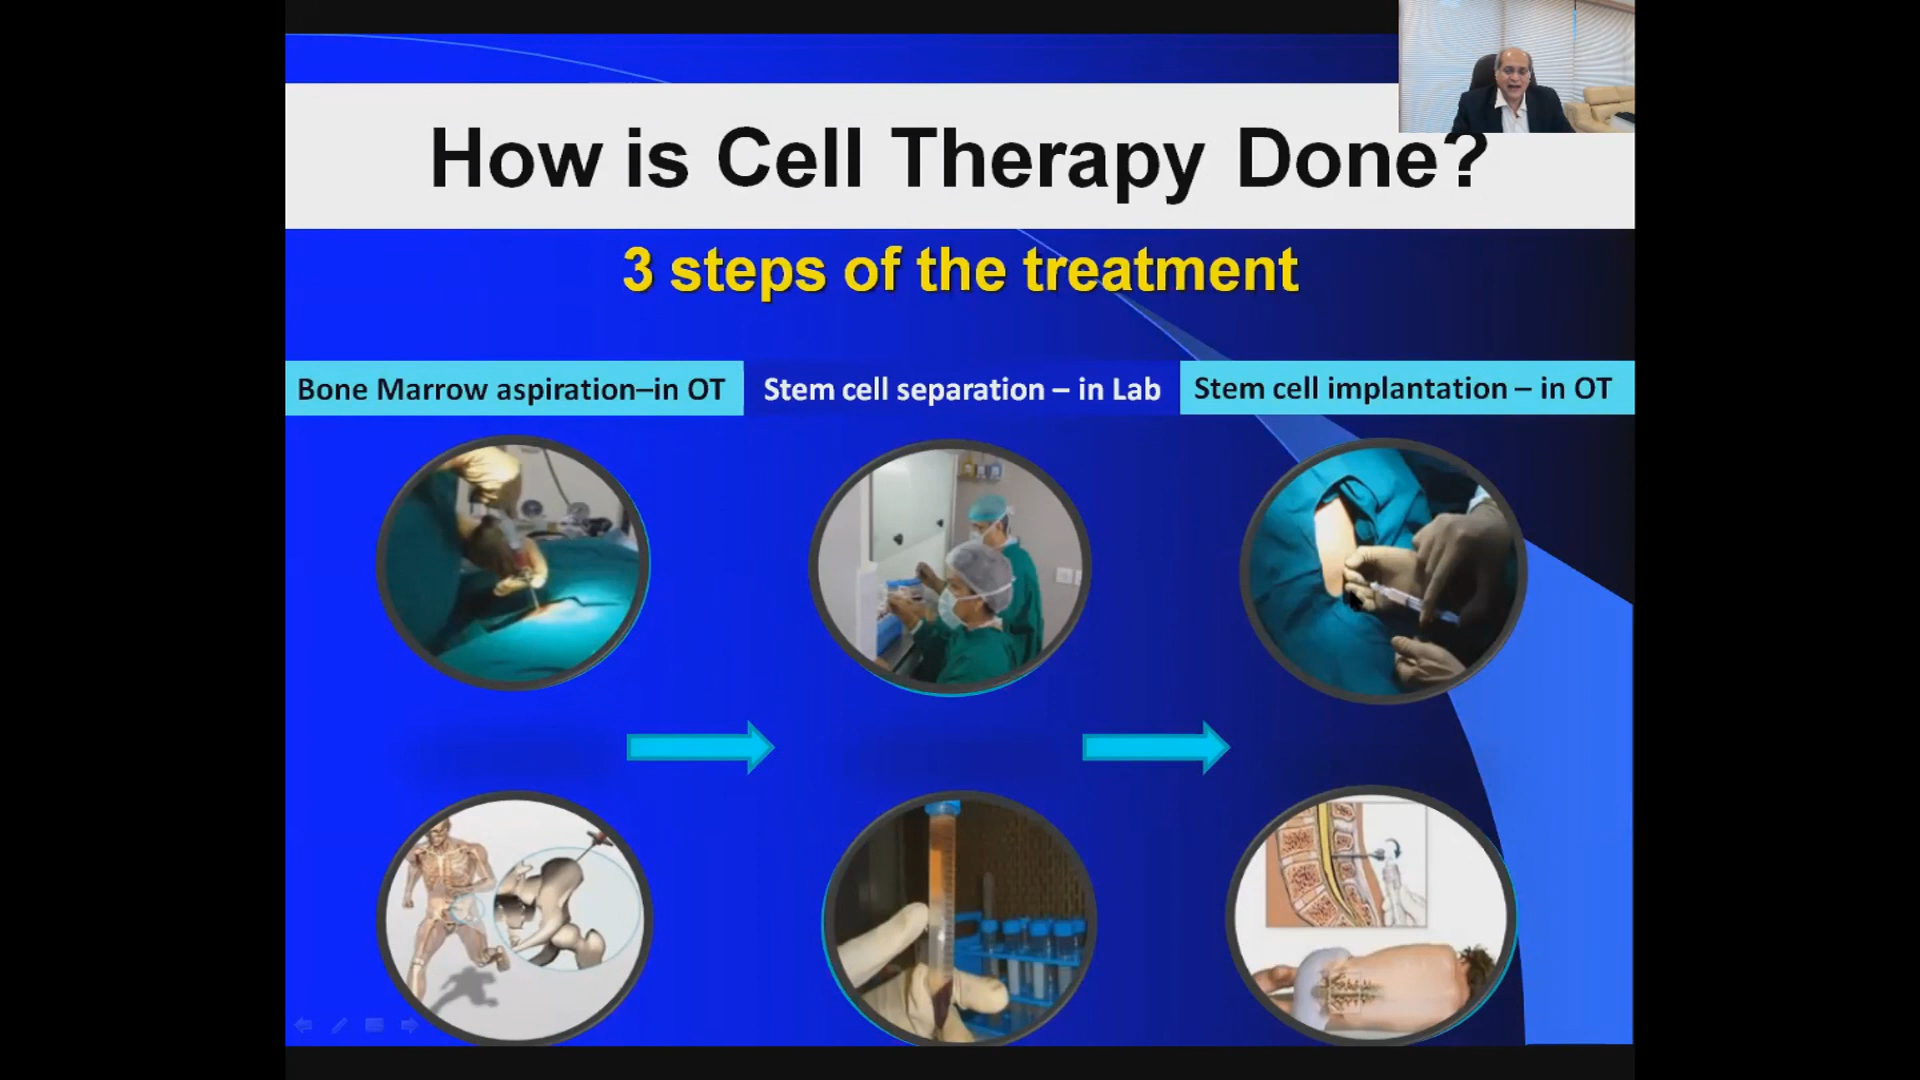 How is Cell Therapy Done?
3 steps of the treatment
Bone Marrow aspiration–in OT
Stem cell separation – in Lab
Stem cell implantation – in OT